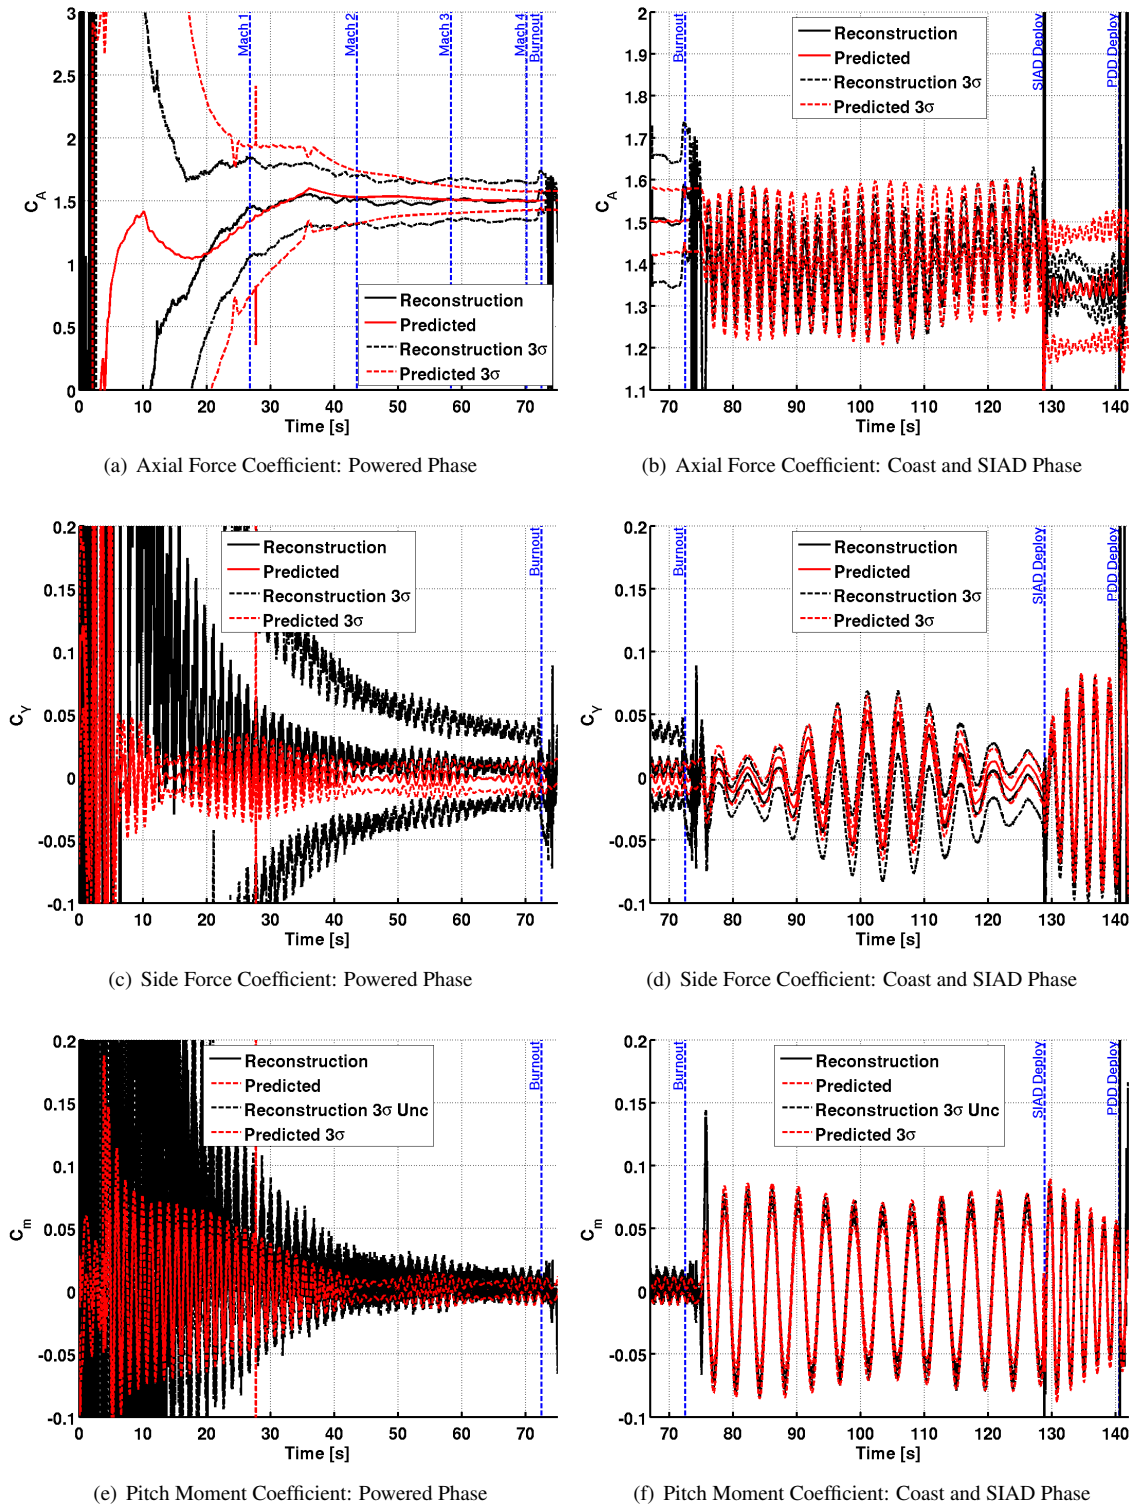 3
2.5
2
1.5
1
0.5
0
C_A
Mach 1
Mach 2
Mach 3
Mach 4
Burnout
Reconstruction
Predicted
Reconstruction 3σ
Predicted 3σ
0 10 20 30 40 50 60 70
Time [s]
(a) Axial Force Coefficient: Powered Phase
2
1.9
1.8
1.7
1.6
1.5
1.4
1.3
1.2
1.1
C_A
Burnout
SIAD Deploy
PDD Deploy
Reconstruction
Predicted
Reconstruction 3σ
Predicted 3σ
70 80 90 100 110 120 130 140
Time [s]
(b) Axial Force Coefficient: Coast and SIAD Phase
0.2
0.15
0.1
0.05
0
-0.05
-0.1
C_Y
Burnout
Reconstruction
Predicted
Reconstruction 3σ
Predicted 3σ
0 10 20 30 40 50 60 70
Time [s]
(c) Side Force Coefficient: Powered Phase
0.2
0.15
0.1
0.05
0
-0.05
-0.1
C_Y
Burnout
SIAD Deploy
PDD Deploy
Reconstruction
Predicted
Reconstruction 3σ
Predicted 3σ
70 80 90 100 110 120 130 140
Time [s]
(d) Side Force Coefficient: Coast and SIAD Phase
0.2
0.15
0.1
0.05
0
-0.05
-0.1
C_m
Burnout
Reconstruction
Predicted
Reconstruction 3σ Unc
Predicted 3σ
0 10 20 30 40 50 60 70
Time [s]
(e) Pitch Moment Coefficient: Powered Phase
0.2
0.15
0.1
0.05
0
-0.05
-0.1
C_m
Burnout
SIAD Deploy
PDD Deploy
Reconstruction
Predicted
Reconstruction 3σ Unc
Predicted 3σ
70 80 90 100 110 120 130 140
Time [s]
(f) Pitch Moment Coefficient: Coast and SIAD Phase